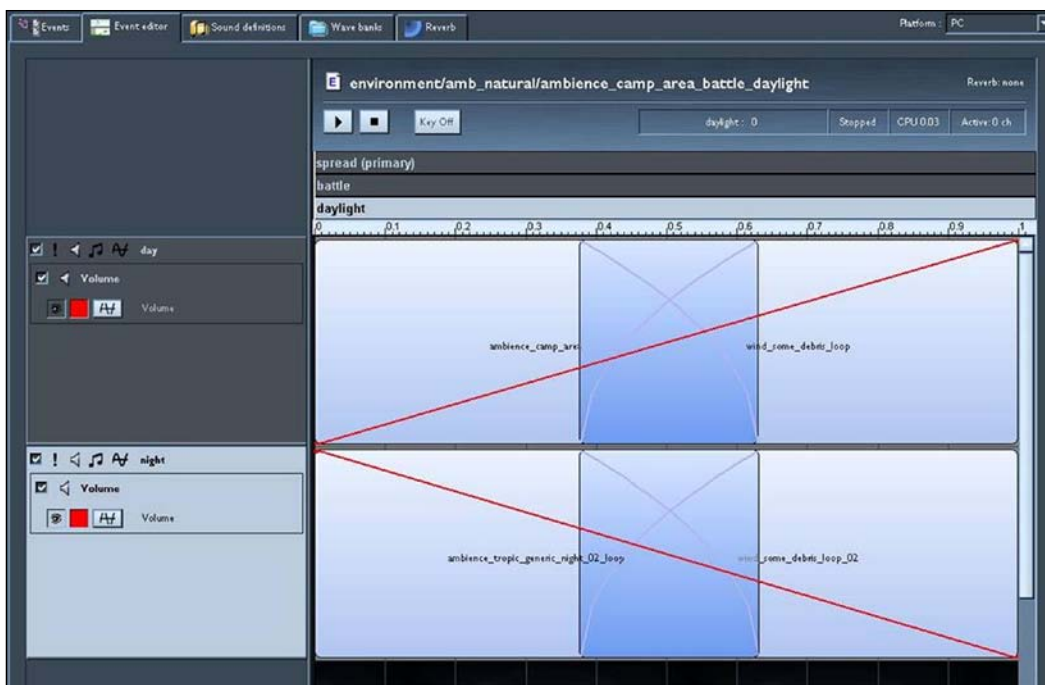 Events Event editor Sound definitions Wave banks Reverb Platform : PC
environment/amb_natural/ambience_camp_area_battle_daylight Reverb: none
Key Off daylight : 0 Stopped CPU 0.03 Active: 0 ch
spread (primary)
battle
daylight
0 0.1 0.2 0.3 0.4 0.5 0.6 0.7 0.8 0.9 1
day
Volume
Volume
ambience_camp_area wind_some_debris_loop
night
Volume
Volume
ambience_tropic_generic_night_02_loop wind_some_debris_loop_02